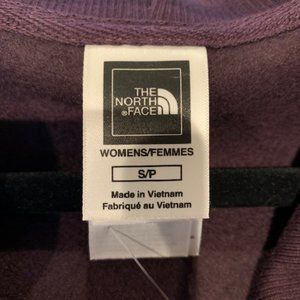 THE
NORTH
FACE
WOMENS/FEMMES
S/P
Made in Vietnam
Fabriqué au Vietnam